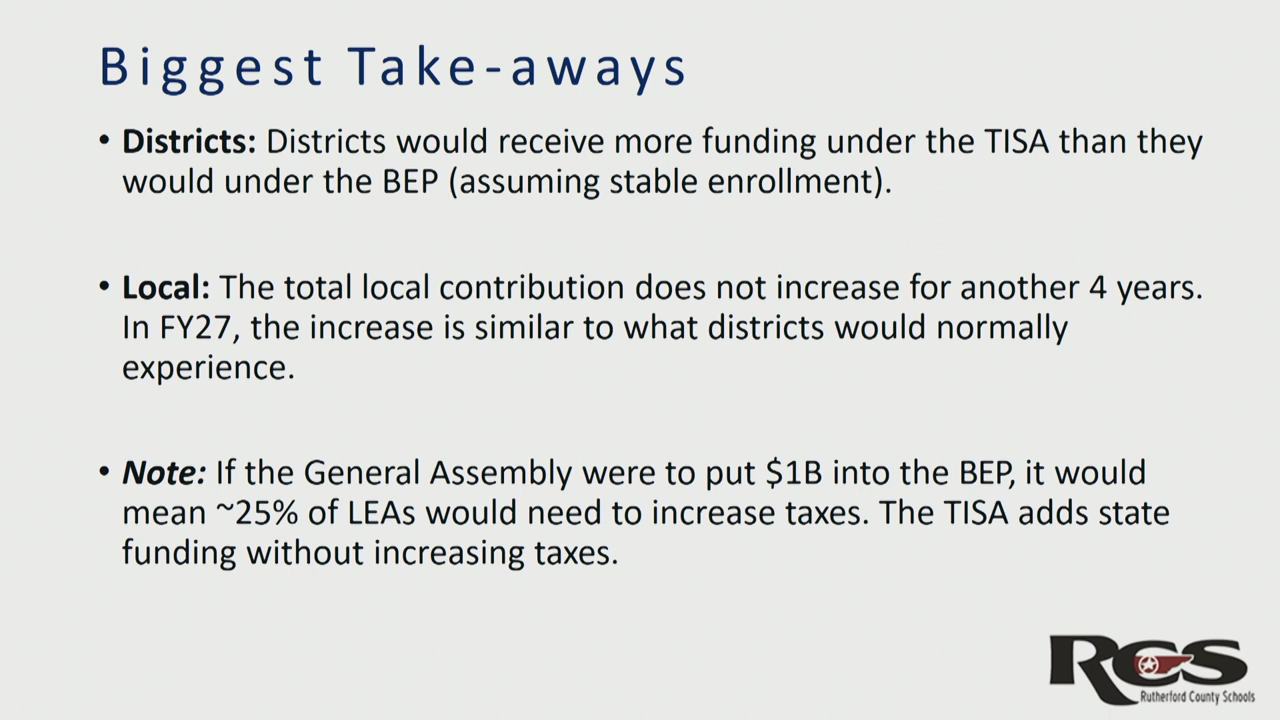 Biggest Take-aways
• Districts: Districts would receive more funding under the TISA than they
would under the BEP (assuming stable enrollment).
• Local: The total local contribution does not increase for another 4 years.
In FY27, the increase is similar to what districts would normally
experience.
• Note: If the General Assembly were to put $1B into the BEP, it would
mean ~25% of LEAs would need to increase taxes. The TISA adds state
funding without increasing taxes.
RCS
Rutherford County Schools